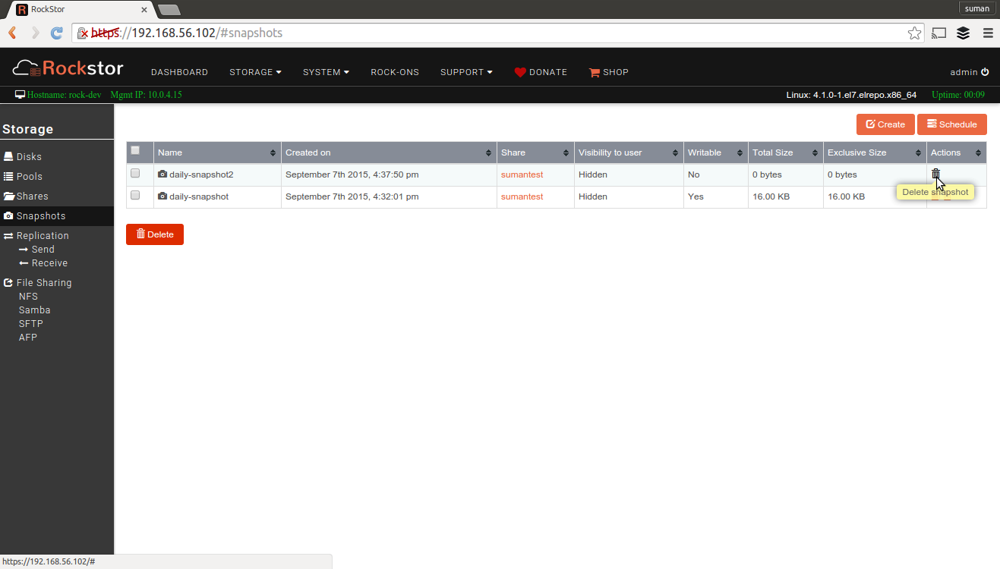 RockStor
suman
https://192.168.56.102/#snapshots
Rockstor
DASHBOARD STORAGE SYSTEM ROCK-ONS SUPPORT DONATE SHOP admin
Hostname: rock-dev Mgmt IP: 10.0.4.15 Linux: 4.1.0-1.el7.elrepo.x86_64 Uptime: 00:09
Storage
Disks
Pools
Shares
Snapshots
Replication
Send
Receive
File Sharing
NFS
Samba
SFTP
AFP
Create Schedule
Name Created on Share Visibility to user Writable Total Size Exclusive Size Actions
daily-snapshot2 September 7th 2015, 4:37:50 pm sumantest Hidden No 0 bytes 0 bytes
Delete snapshot
daily-snapshot September 7th 2015, 4:32:01 pm sumantest Hidden Yes 16.00 KB 16.00 KB
Delete
https://192.168.56.102/#